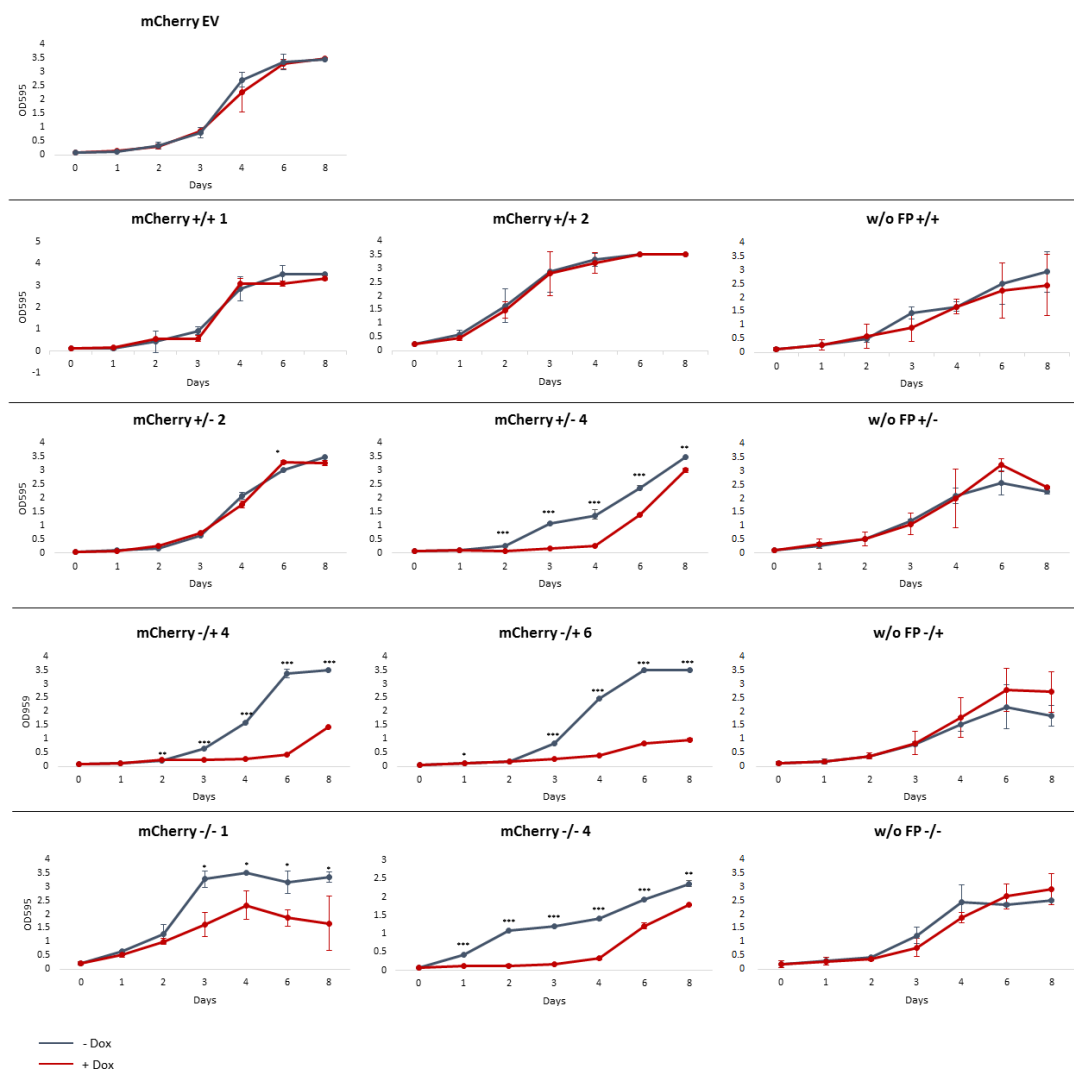 mCherry EV
4
3.5
3
2.5
2
1.5
1
0.5
0
OD595
0 1 2 3 4 6 8
Days
mCherry +/+ 1
5
4
3
2
1
0
-1
OD595
0 1 2 3 4 6 8
Days
mCherry +/+ 2
4
3.5
3
2.5
2
1.5
1
0.5
0
0 1 2 3 4 6 8
Days
w/o FP +/+
4
3.5
3
2.5
2
1.5
1
0.5
0
0 1 2 3 4 6 8
Days
mCherry +/- 2
4
3.5
3
2.5
2
1.5
1
0.5
0
OD595
*
0 1 2 3 4 6 8
Days
mCherry +/- 4
4
3.5
3
2.5
2
1.5
1
0.5
0
*** *** *** *** **
0 1 2 3 4 6 8
Days
w/o FP +/-
4
3.5
3
2.5
2
1.5
1
0.5
0
0 1 2 3 4 6 8
Days
mCherry -/+ 4
4
3.5
3
2.5
2
1.5
1
0.5
0
OD959
** *** *** *** ***
0 1 2 3 4 6 8
Days
mCherry -/+ 6
4
3.5
3
2.5
2
1.5
1
0.5
0
* *** *** *** ***
0 1 2 3 4 6 8
Days
w/o FP -/+
4
3.5
3
2.5
2
1.5
1
0.5
0
0 1 2 3 4 6 8
Days
mCherry -/- 1
4
3.5
3
2.5
2
1.5
1
0.5
0
OD595
* * * *
0 1 2 3 4 6 8
Days
mCherry -/- 4
3
2.5
2
1.5
1
0.5
0
*** *** *** *** *** **
0 1 2 3 4 6 8
Days
w/o FP -/-
4
3.5
3
2.5
2
1.5
1
0.5
0
0 1 2 3 4 6 8
Days
- Dox
+ Dox